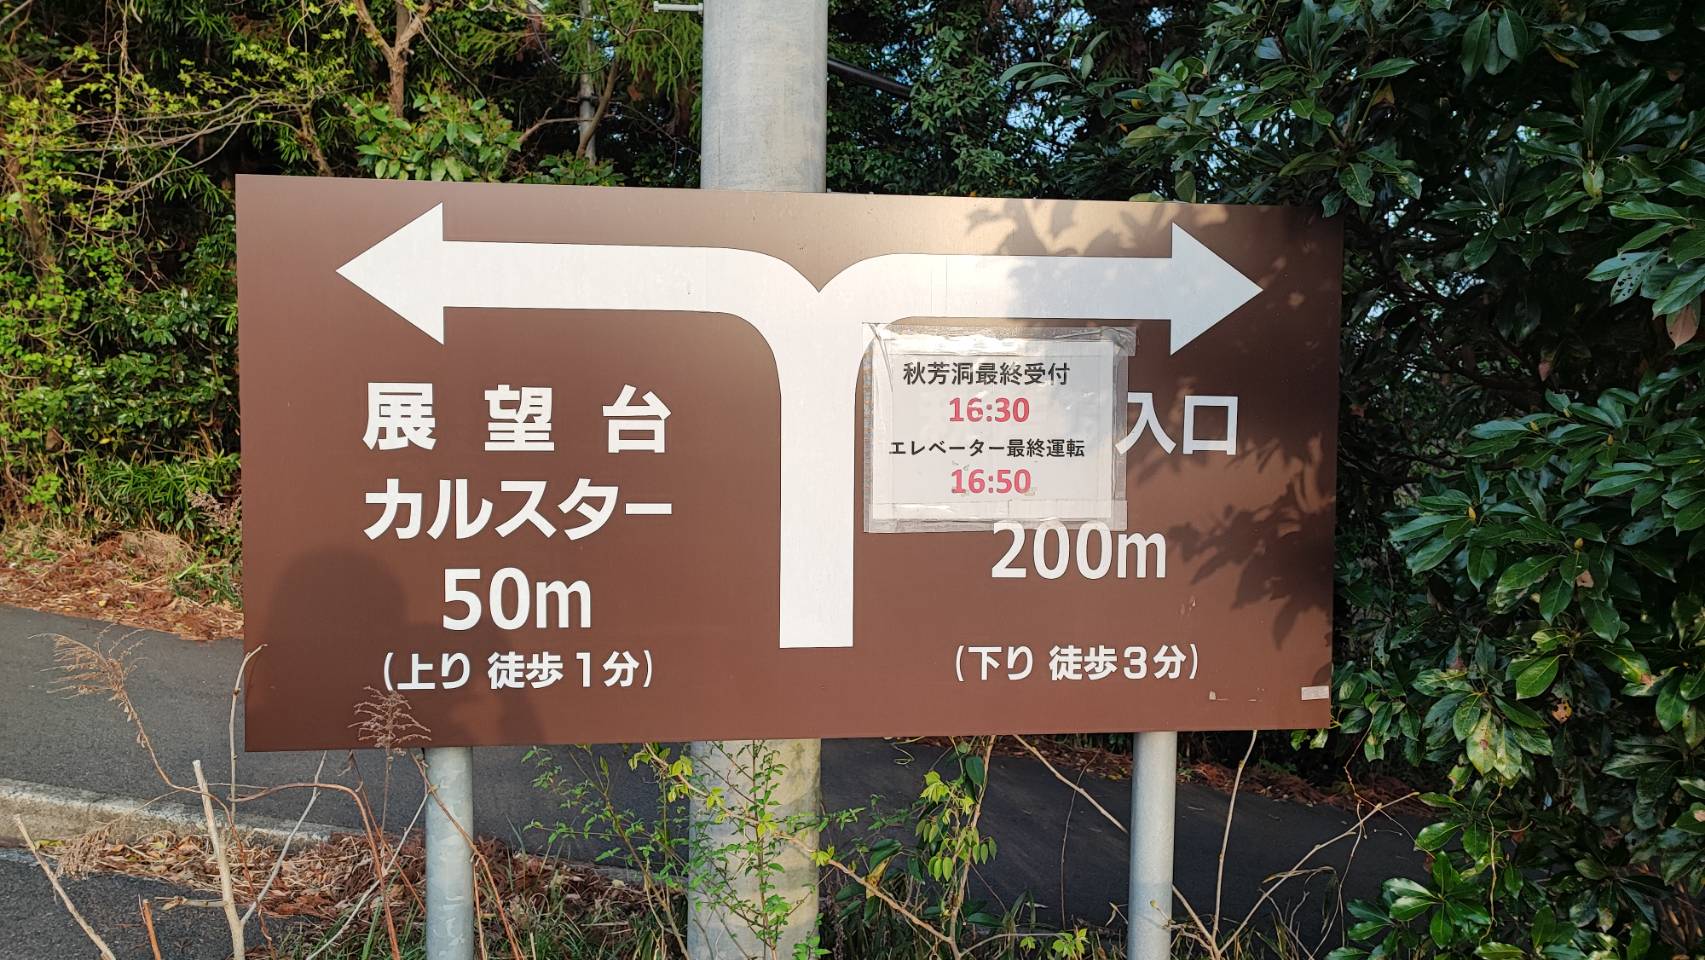 展望台
カルスター
50m
(上り 徒歩1分)
秋芳洞最終受付
16:30
エレベーター最終運転
16:50
入口
200m
(下り 徒歩3分)